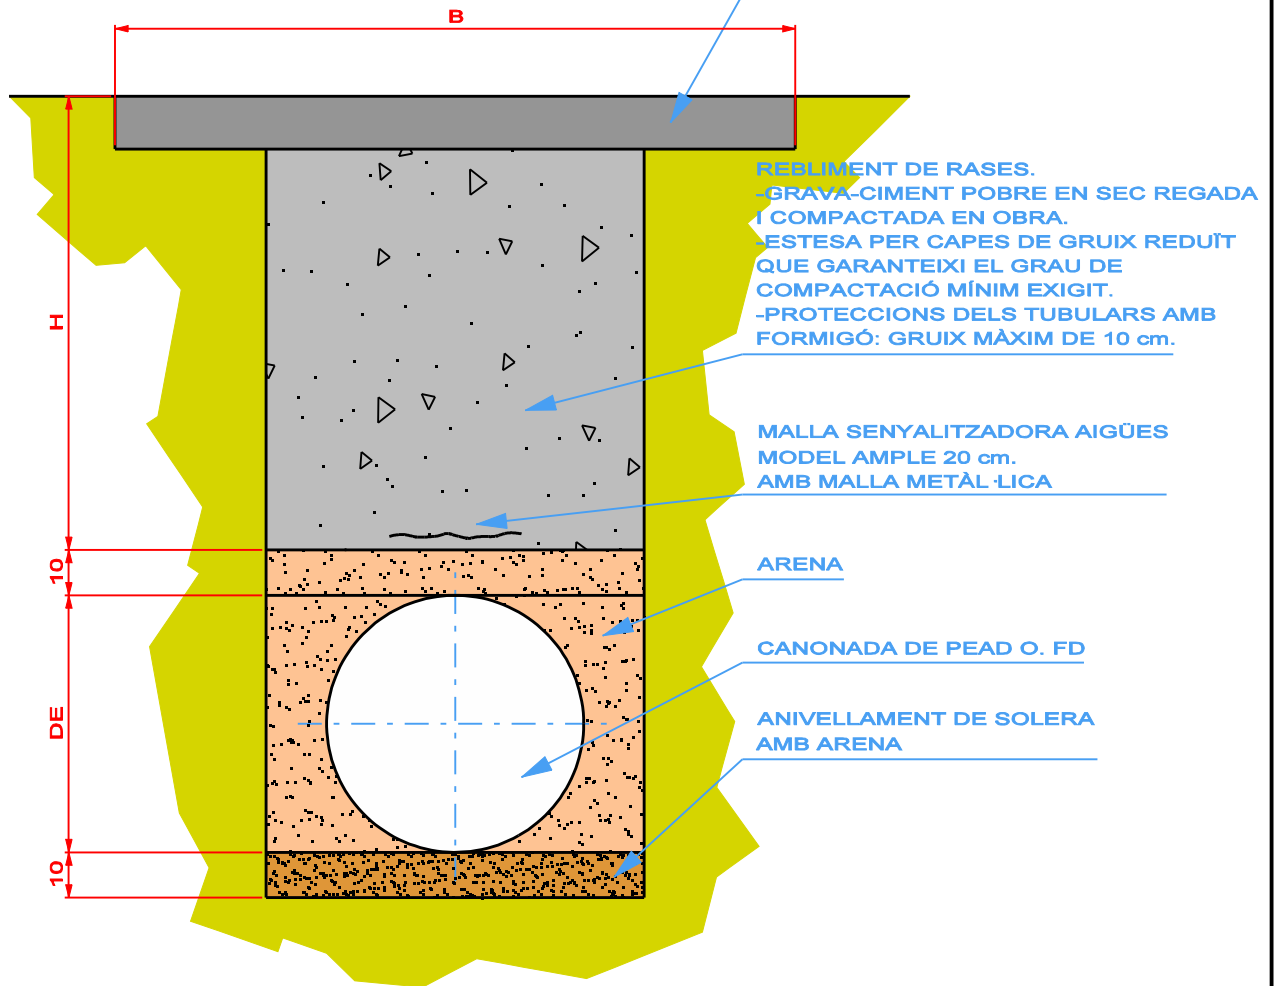 B
REBLIMENT DE RASES.
-GRAVA-CIMENT POBRE EN SEC REGADA
I COMPACTADA EN OBRA.
-ESTESA PER CAPES DE GRUIX REDUÏT
QUE GARANTEIXI EL GRAU DE
COMPACTACIÓ MÍNIM EXIGIT.
-PROTECCIONS DELS TUBULARS AMB
FORMIGÓ: GRUIX MÀXIM DE 10 cm.
H
MALLA SENYALITZADORA AIGÜES
MODEL AMPLE 20 cm.
AMB MALLA METÀL·LICA
10
ARENA
CANONADA DE PEAD O. FD
DE
ANIVELLAMENT DE SOLERA
AMB ARENA
10